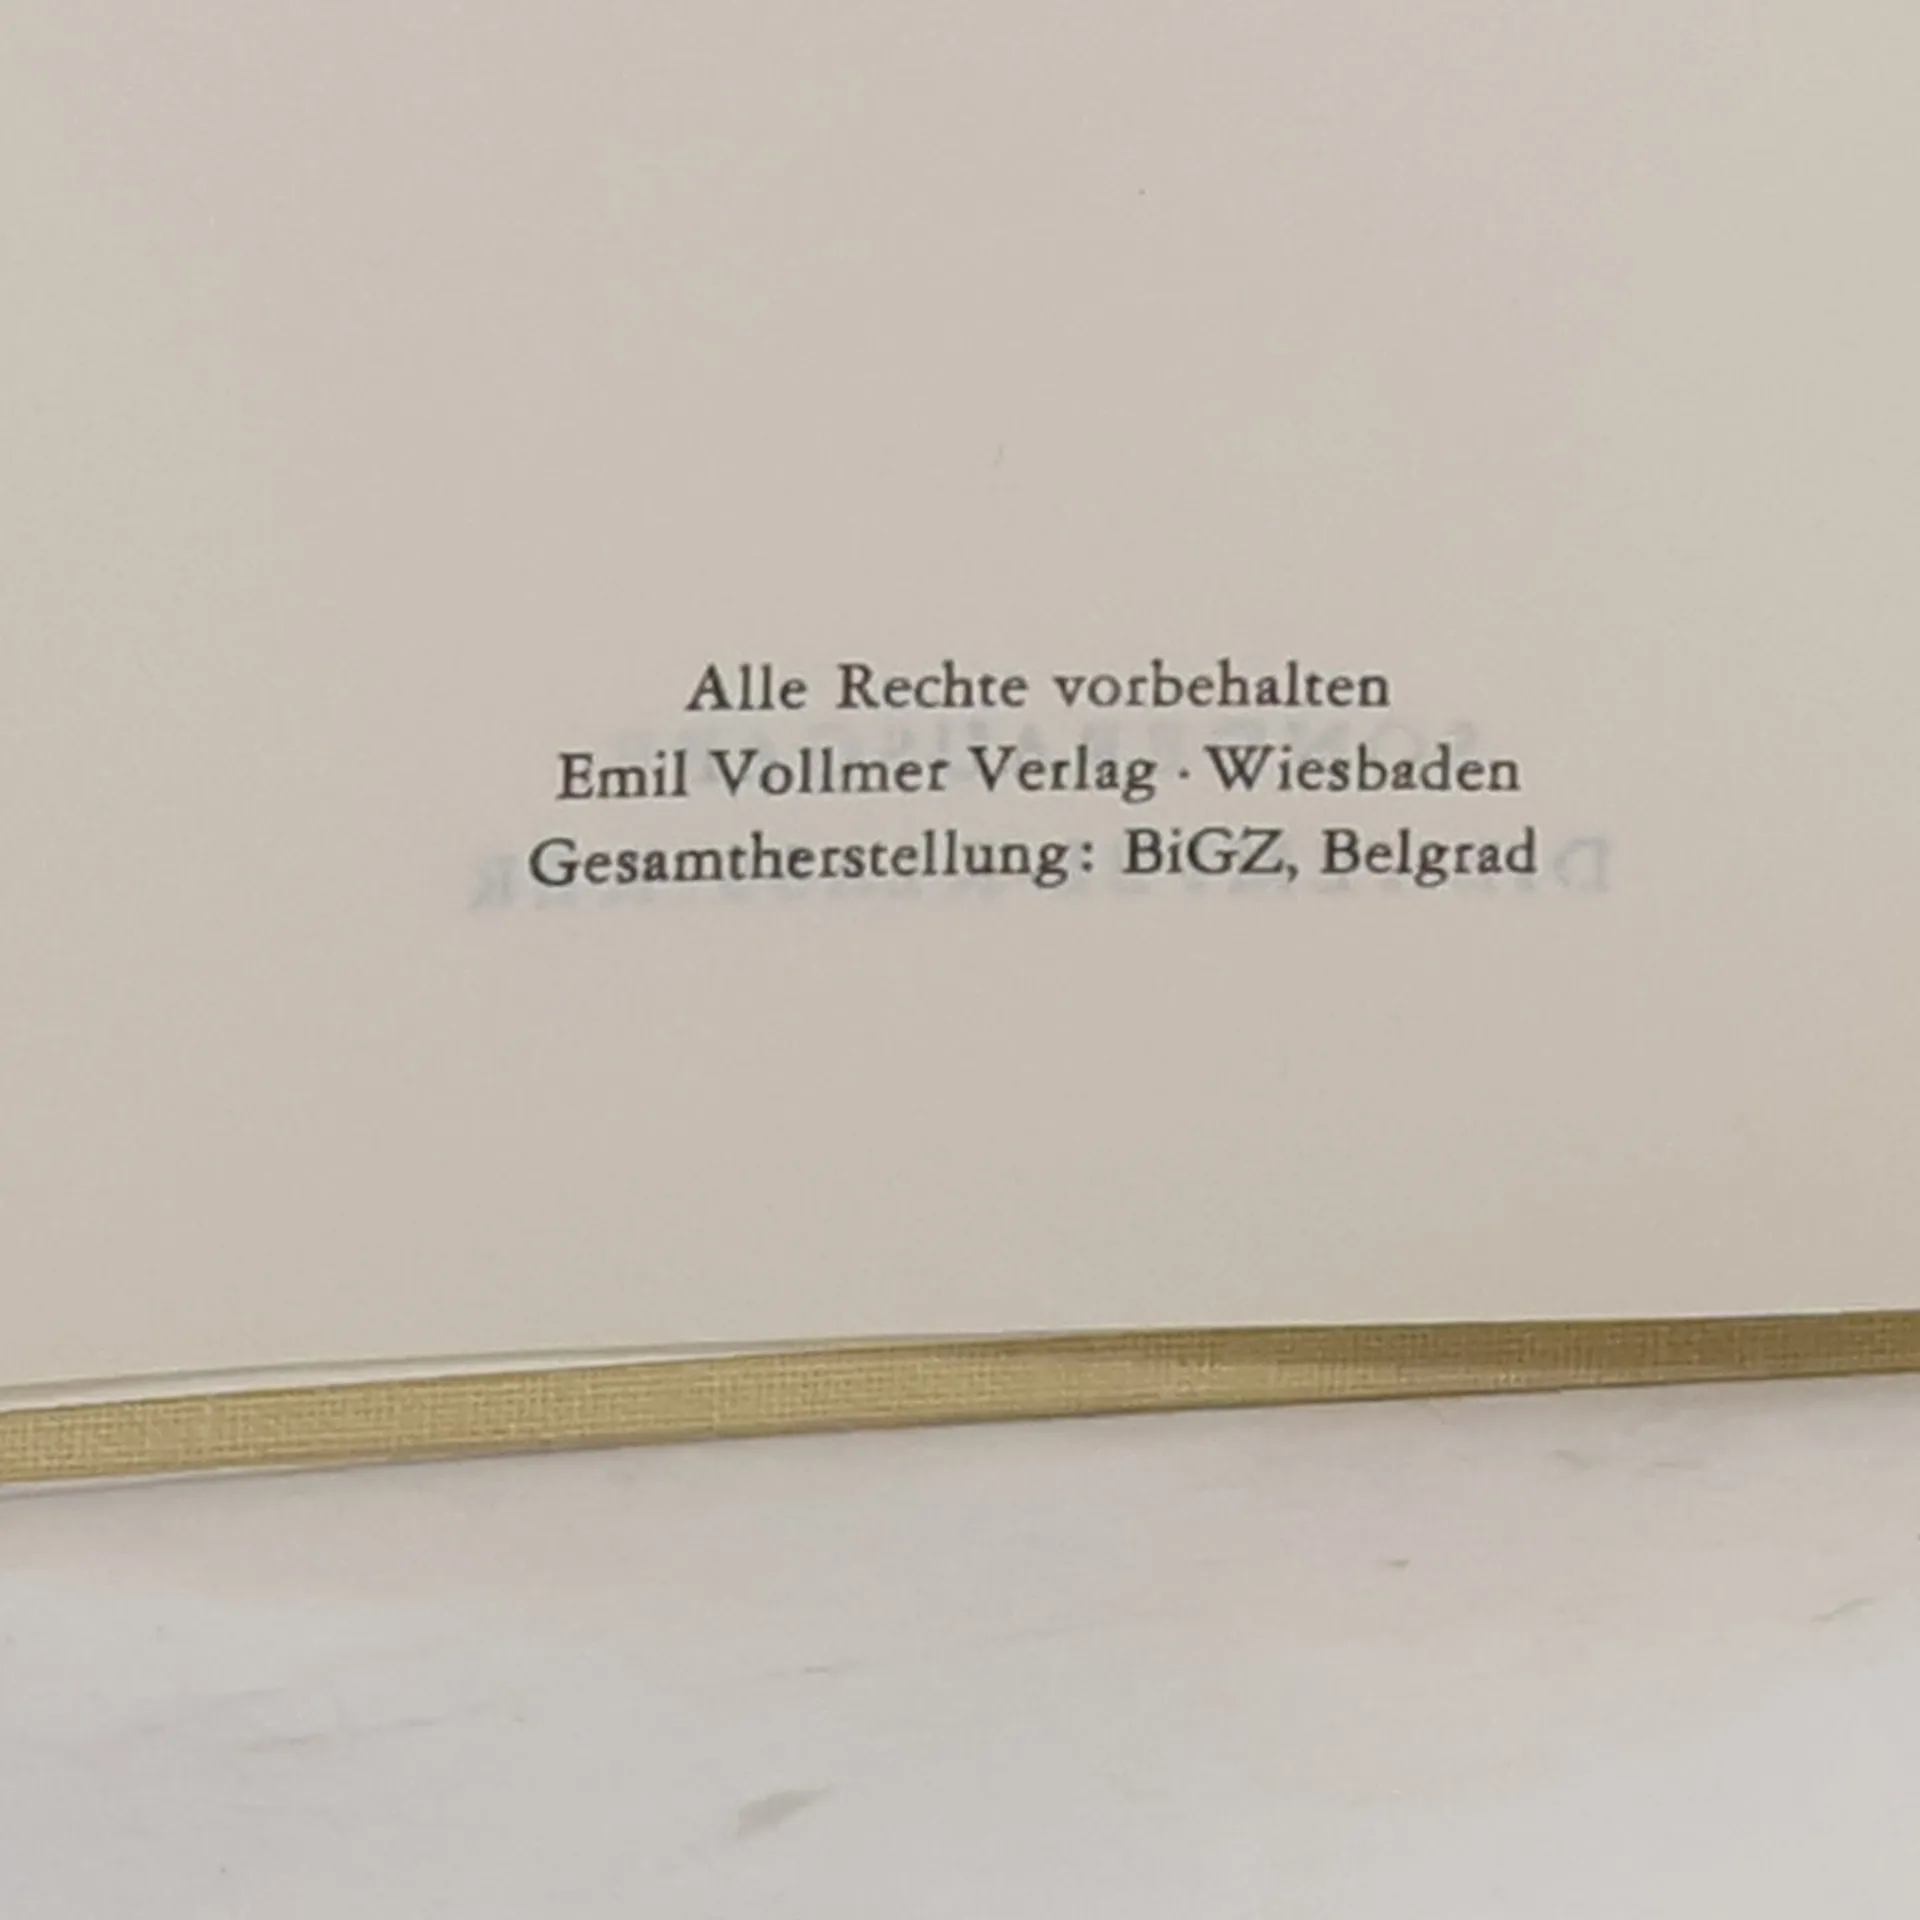 Alle Rechte vorbehalten
Emil Vollmer Verlag · Wiesbaden
Gesamtherstellung: BiGZ, Belgrad